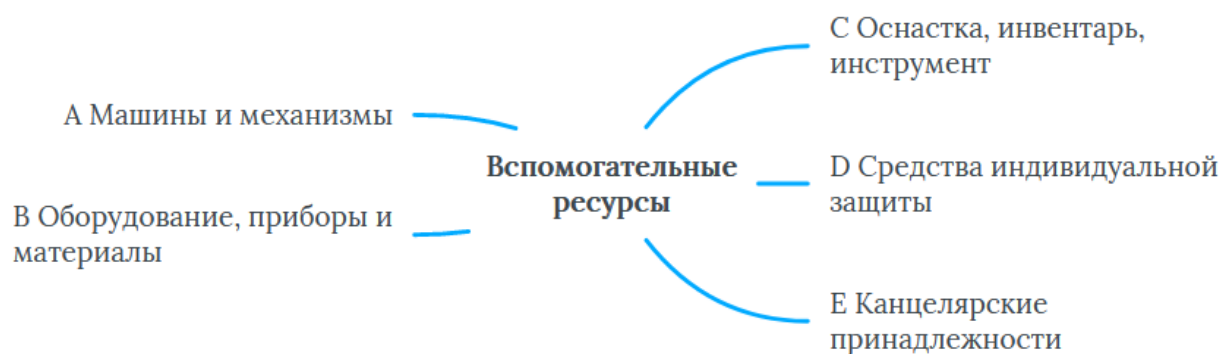 A Машины и механизмы
B Оборудование, приборы и
материалы
Вспомогательные
ресурсы
C Оснастка, инвентарь,
инструмент
D Средства индивидуальной
защиты
E Канцелярские
принадлежности